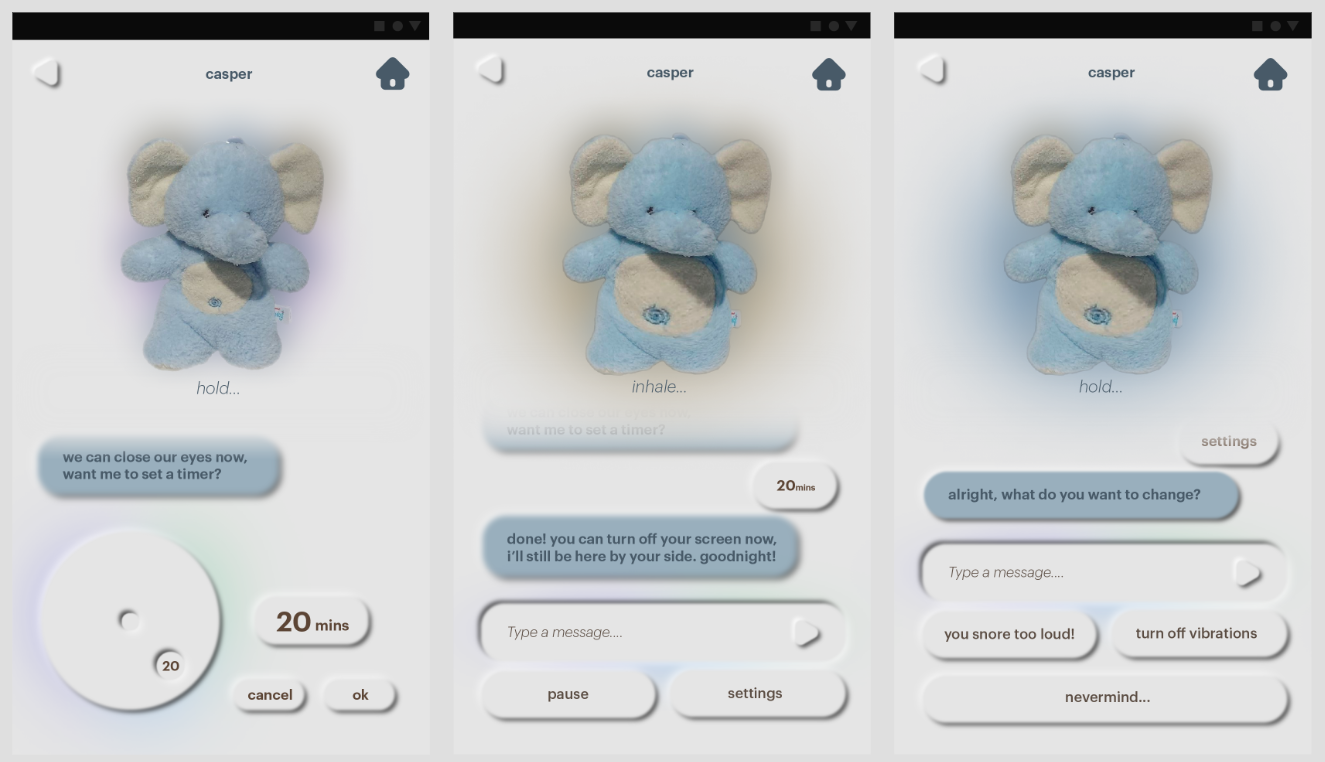 casper
hold...
we can close our eyes now,
want me to set a timer?
20
20 mins
cancel
ok
casper
inhale...
we can close our eyes now,
want me to set a timer?
20mins
done! you can turn off your screen now,
i'll still be here by your side. goodnight!
Type a message....
pause
settings
casper
hold...
settings
alright, what do you want to change?
Type a message....
you snore too loud!
turn off vibrations
nevermind...